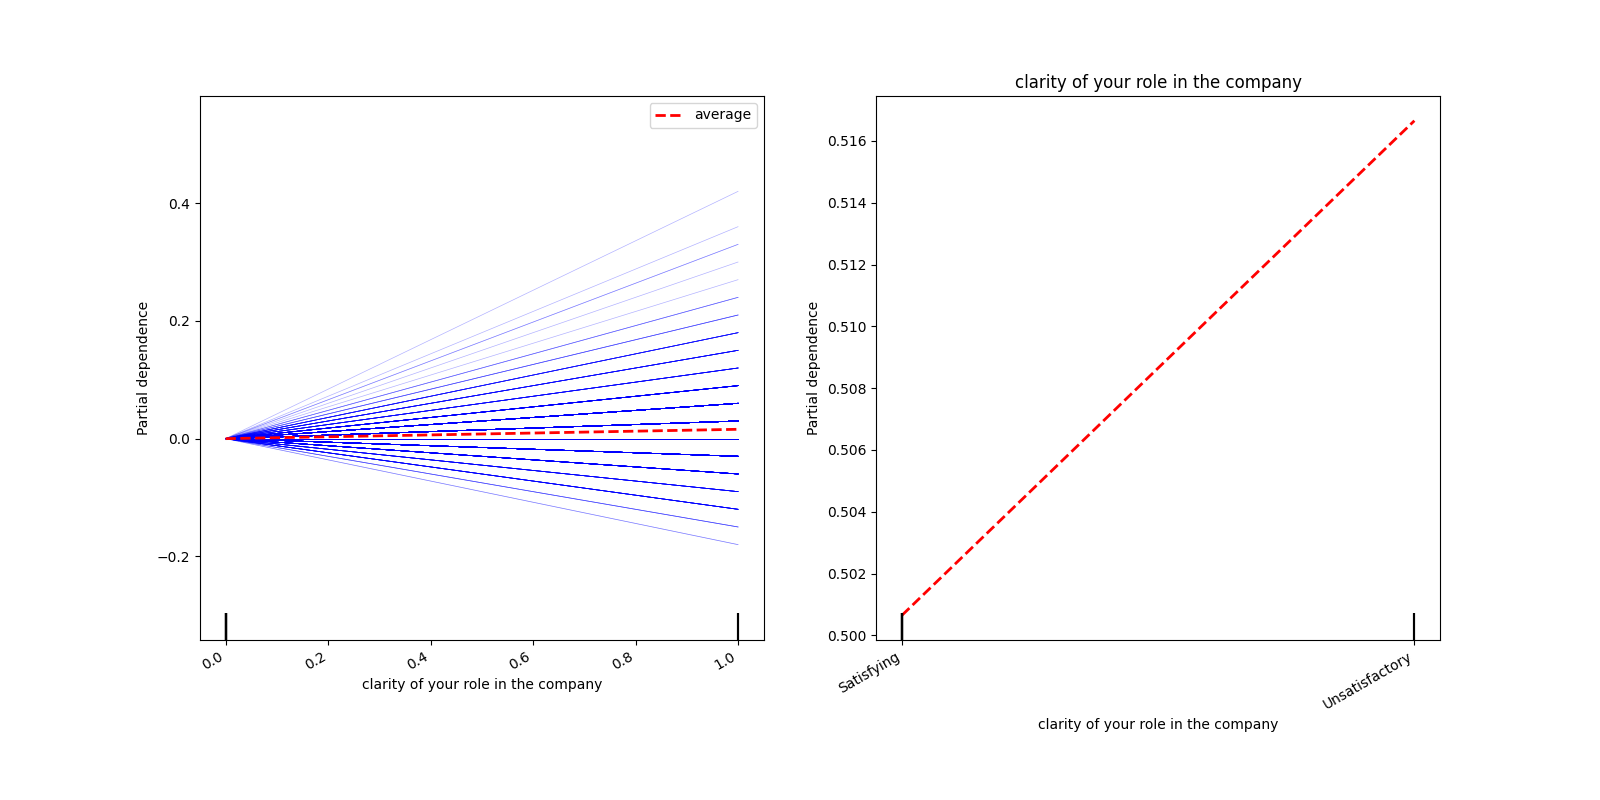 average
Partial dependence
0.4
0.2
0.0
−0.2
0.0
0.2
0.4
0.6
0.8
1.0
clarity of your role in the company
clarity of your role in the company
Partial dependence
0.516
0.514
0.512
0.510
0.508
0.506
0.504
0.502
0.500
Satisfying
Unsatisfactory
clarity of your role in the company